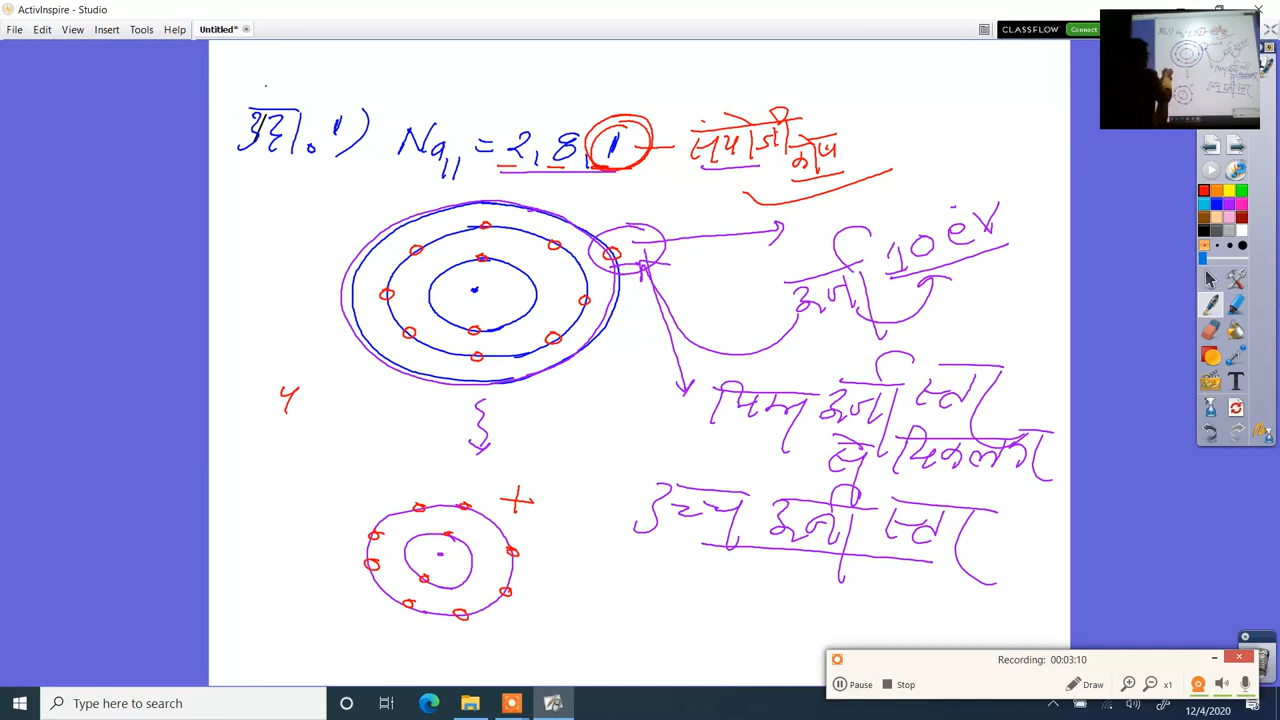 ActivInspire - Studio
File Edit View Insert Tools Help Untitled* CLASSFLOW Connect
उदा. 1) Na11 = 2, 8, 1 संयोजी कोष
ऊर्जा 10 eV
निम्न ऊर्जा स्तर
से निकलकर
उच्च ऊर्जा स्तर
+
Recording: 00:03:10
Pause Stop Draw x1
Type here to search
12/4/2020